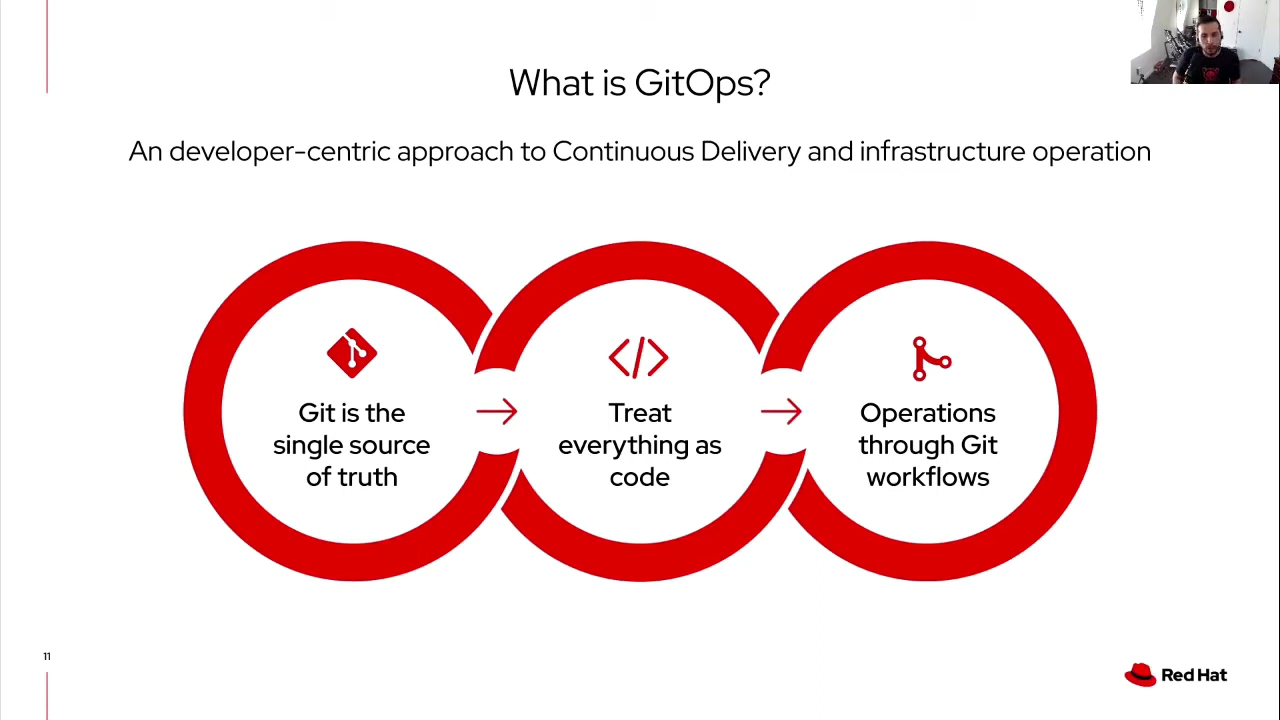 What is GitOps?
An developer-centric approach to Continuous Delivery and infrastructure operation
Git is the
single source
of truth
Treat
everything as
code
Operations
through Git
workflows
11
Red Hat